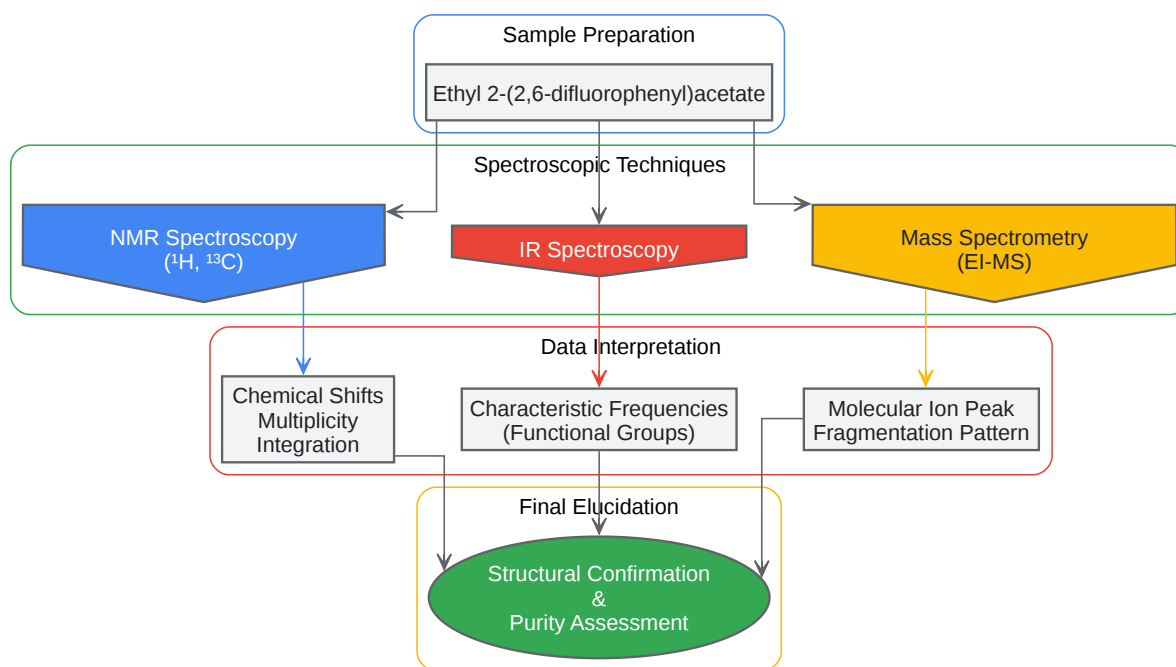 Sample Preparation
Ethyl 2-(2,6-difluorophenyl)acetate
Spectroscopic Techniques
NMR Spectroscopy
(¹H, ¹³C)
IR Spectroscopy
Mass Spectrometry
(EI-MS)
Data Interpretation
Chemical Shifts
Multiplicity
Integration
Characteristic Frequencies
(Functional Groups)
Molecular Ion Peak
Fragmentation Pattern
Final Elucidation
Structural Confirmation
&
Purity Assessment